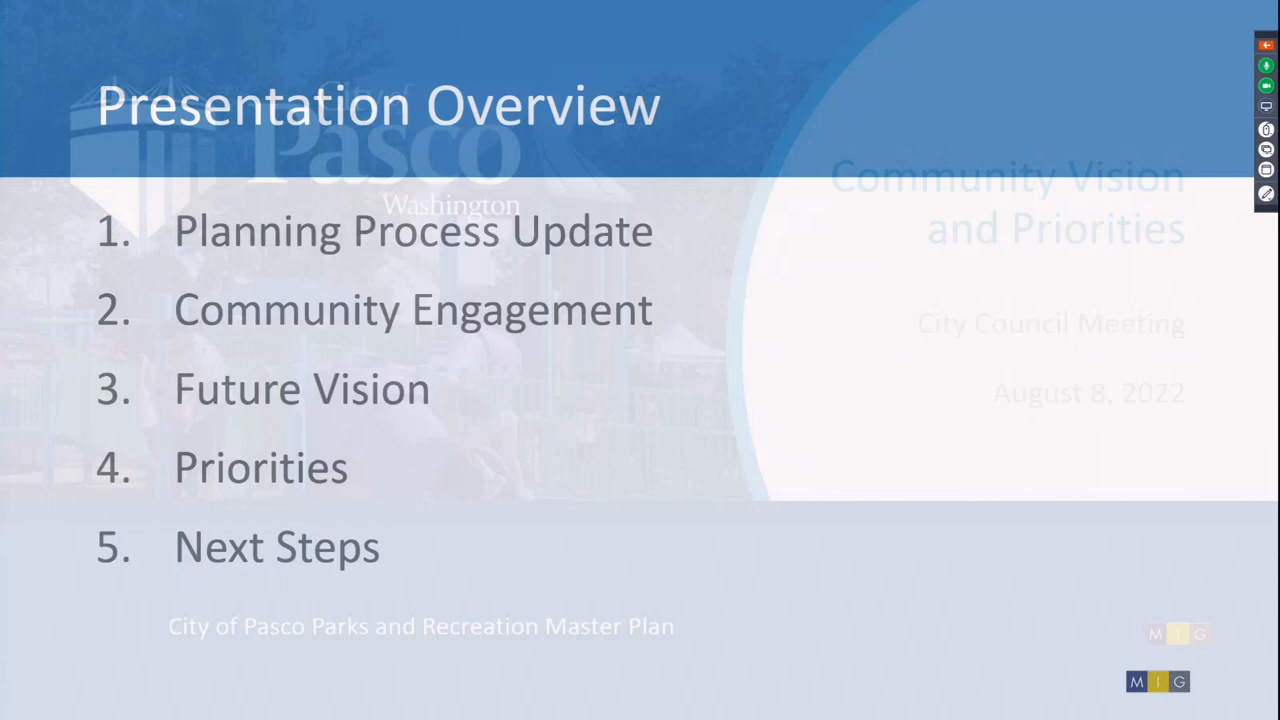 Presentation Overview
City of
Pasco
Washington
Community Vision
and Priorities
1. Planning Process Update
2. Community Engagement
City Council Meeting
3. Future Vision
August 8, 2022
4. Priorities
5. Next Steps
City of Pasco Parks and Recreation Master Plan
MIG
MIG